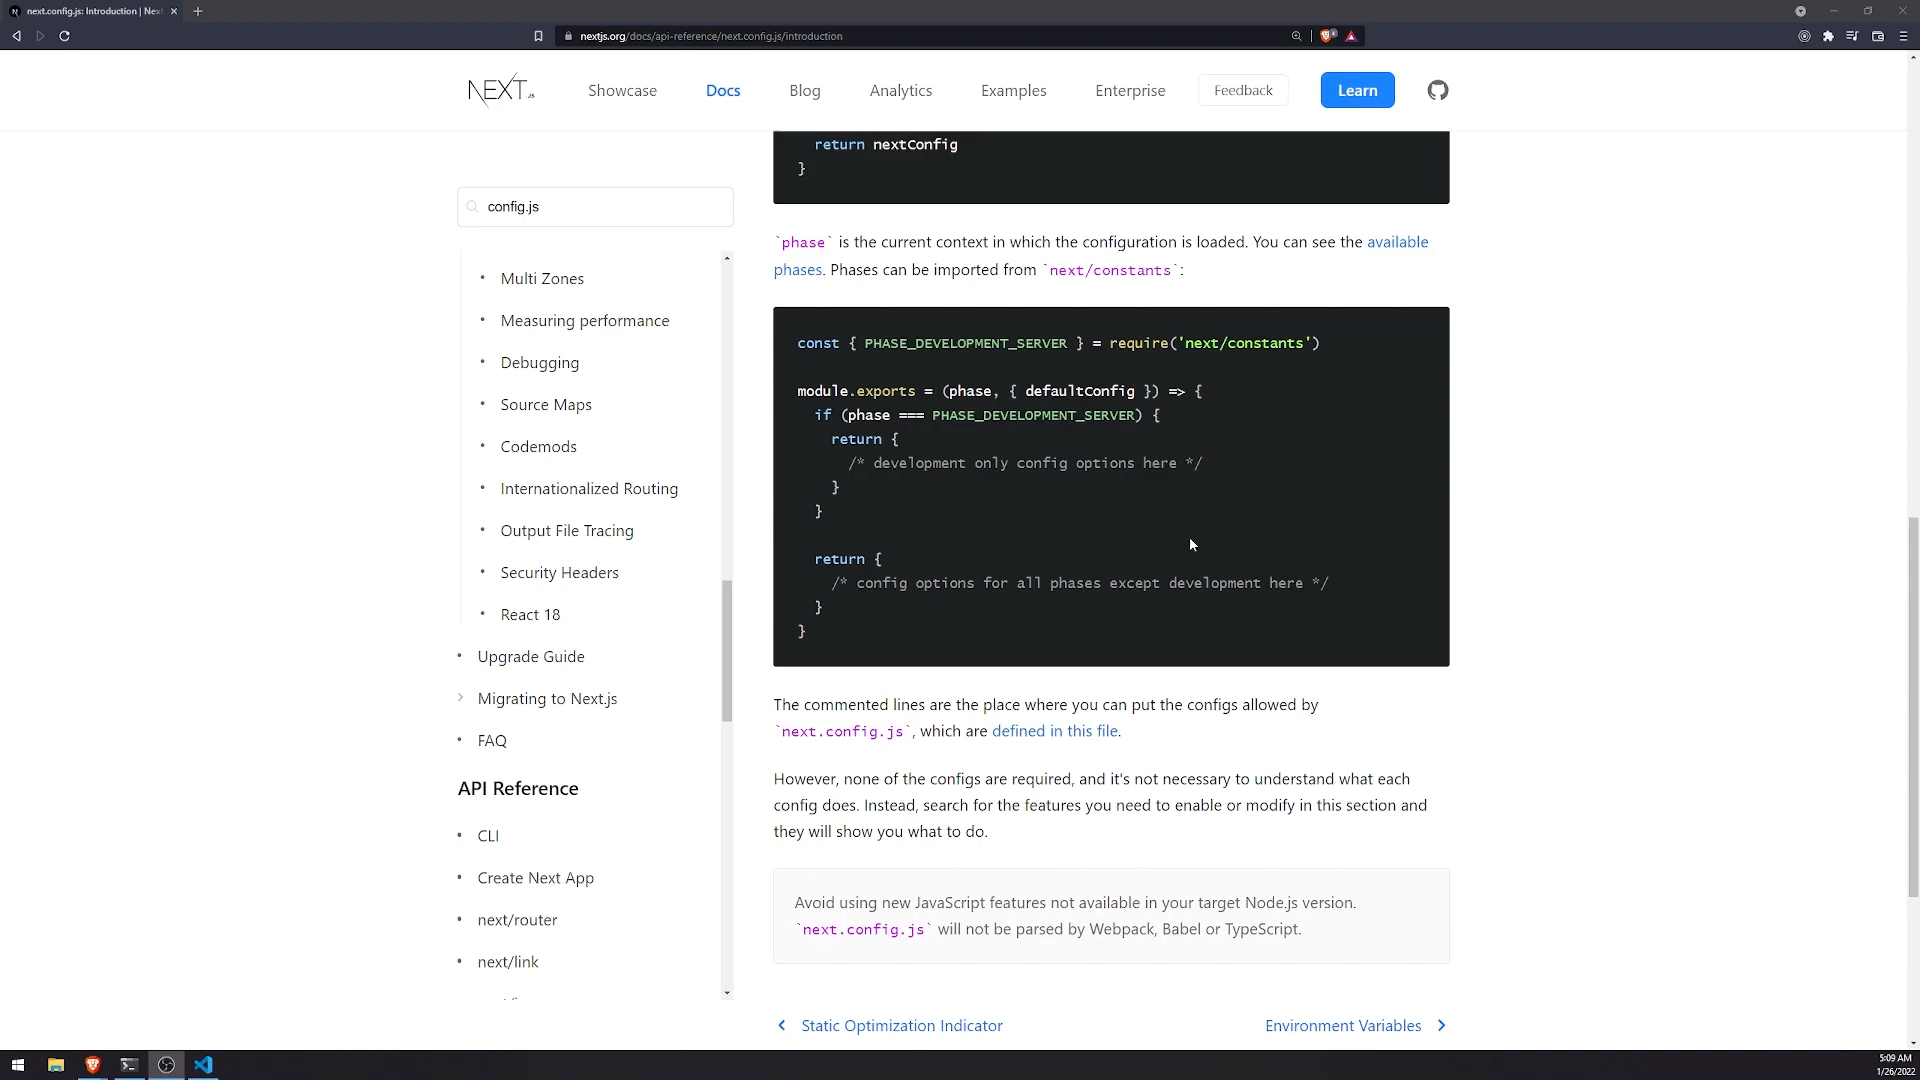 next.config.js: Introduction | Nex
nextjs.org/docs/api-reference/next.config.js/introduction
NEXT.JS
Showcase
Docs
Blog
Analytics
Examples
Enterprise
Feedback
Learn
config.js
Multi Zones
Measuring performance
Debugging
Source Maps
Codemods
Internationalized Routing
Output File Tracing
Security Headers
React 18
Upgrade Guide
Migrating to Next.js
FAQ
API Reference
CLI
Create Next App
next/router
next/link
return nextConfig
}
`phase` is the current context in which the configuration is loaded. You can see the available
phases. Phases can be imported from `next/constants`:
const { PHASE_DEVELOPMENT_SERVER } = require('next/constants')
module.exports = (phase, { defaultConfig }) => {
if (phase === PHASE_DEVELOPMENT_SERVER) {
return {
/* development only config options here */
}
}
return {
/* config options for all phases except development here */
}
}
The commented lines are the place where you can put the configs allowed by
`next.config.js`, which are defined in this file.
However, none of the configs are required, and it's not necessary to understand what each
config does. Instead, search for the features you need to enable or modify in this section and
they will show you what to do.
Avoid using new JavaScript features not available in your target Node.js version.
`next.config.js` will not be parsed by Webpack, Babel or TypeScript.
Static Optimization Indicator
Environment Variables
5:09 AM
1/26/2022